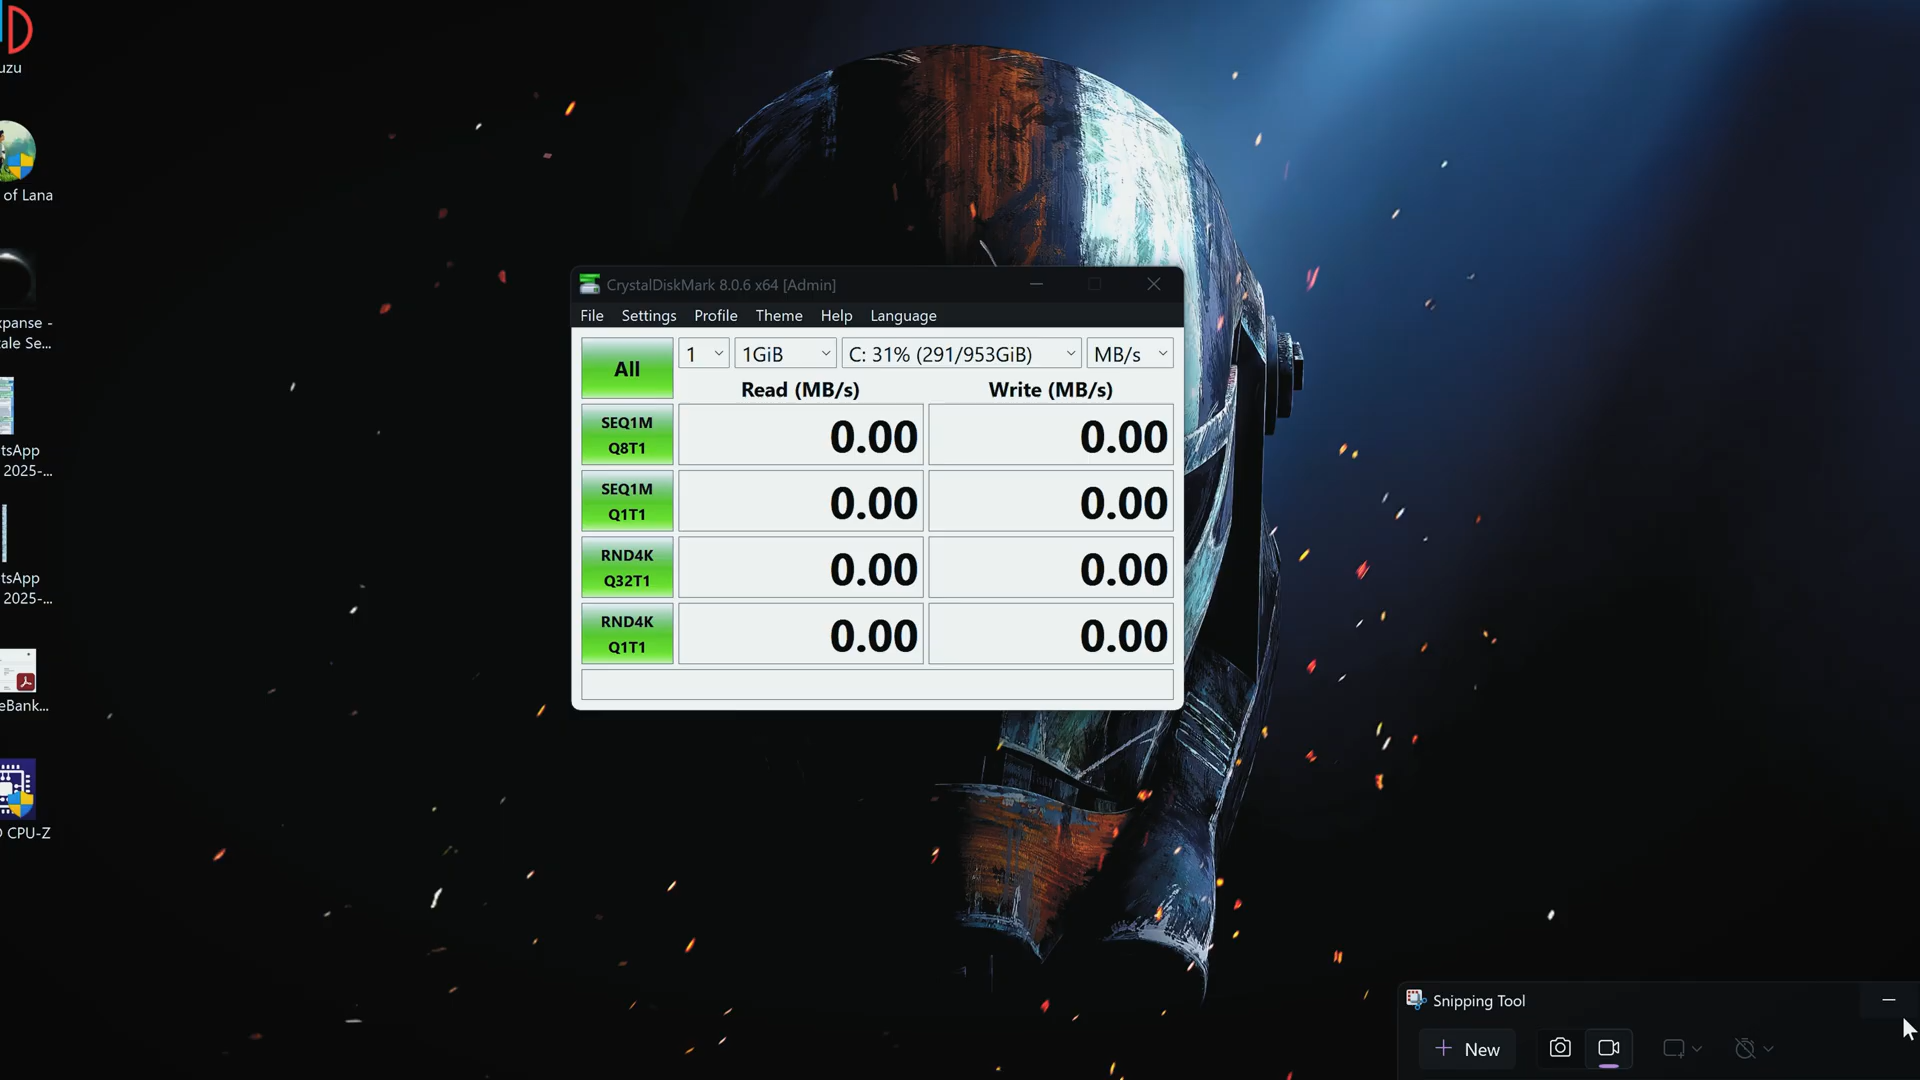 uzu
of Lana
xpanse -
ale Se...
tsApp
2025-...
tsApp
2025-...
eBank...
CPU-Z
CrystalDiskMark 8.0.6 x64 [Admin]
File Settings Profile Theme Help Language
All
1 1GiB C: 31% (291/953GiB) MB/s
Read (MB/s) Write (MB/s)
SEQ1M
Q8T1
0.00 0.00
SEQ1M
Q1T1
0.00 0.00
RND4K
Q32T1
0.00 0.00
RND4K
Q1T1
0.00 0.00
Snipping Tool
New